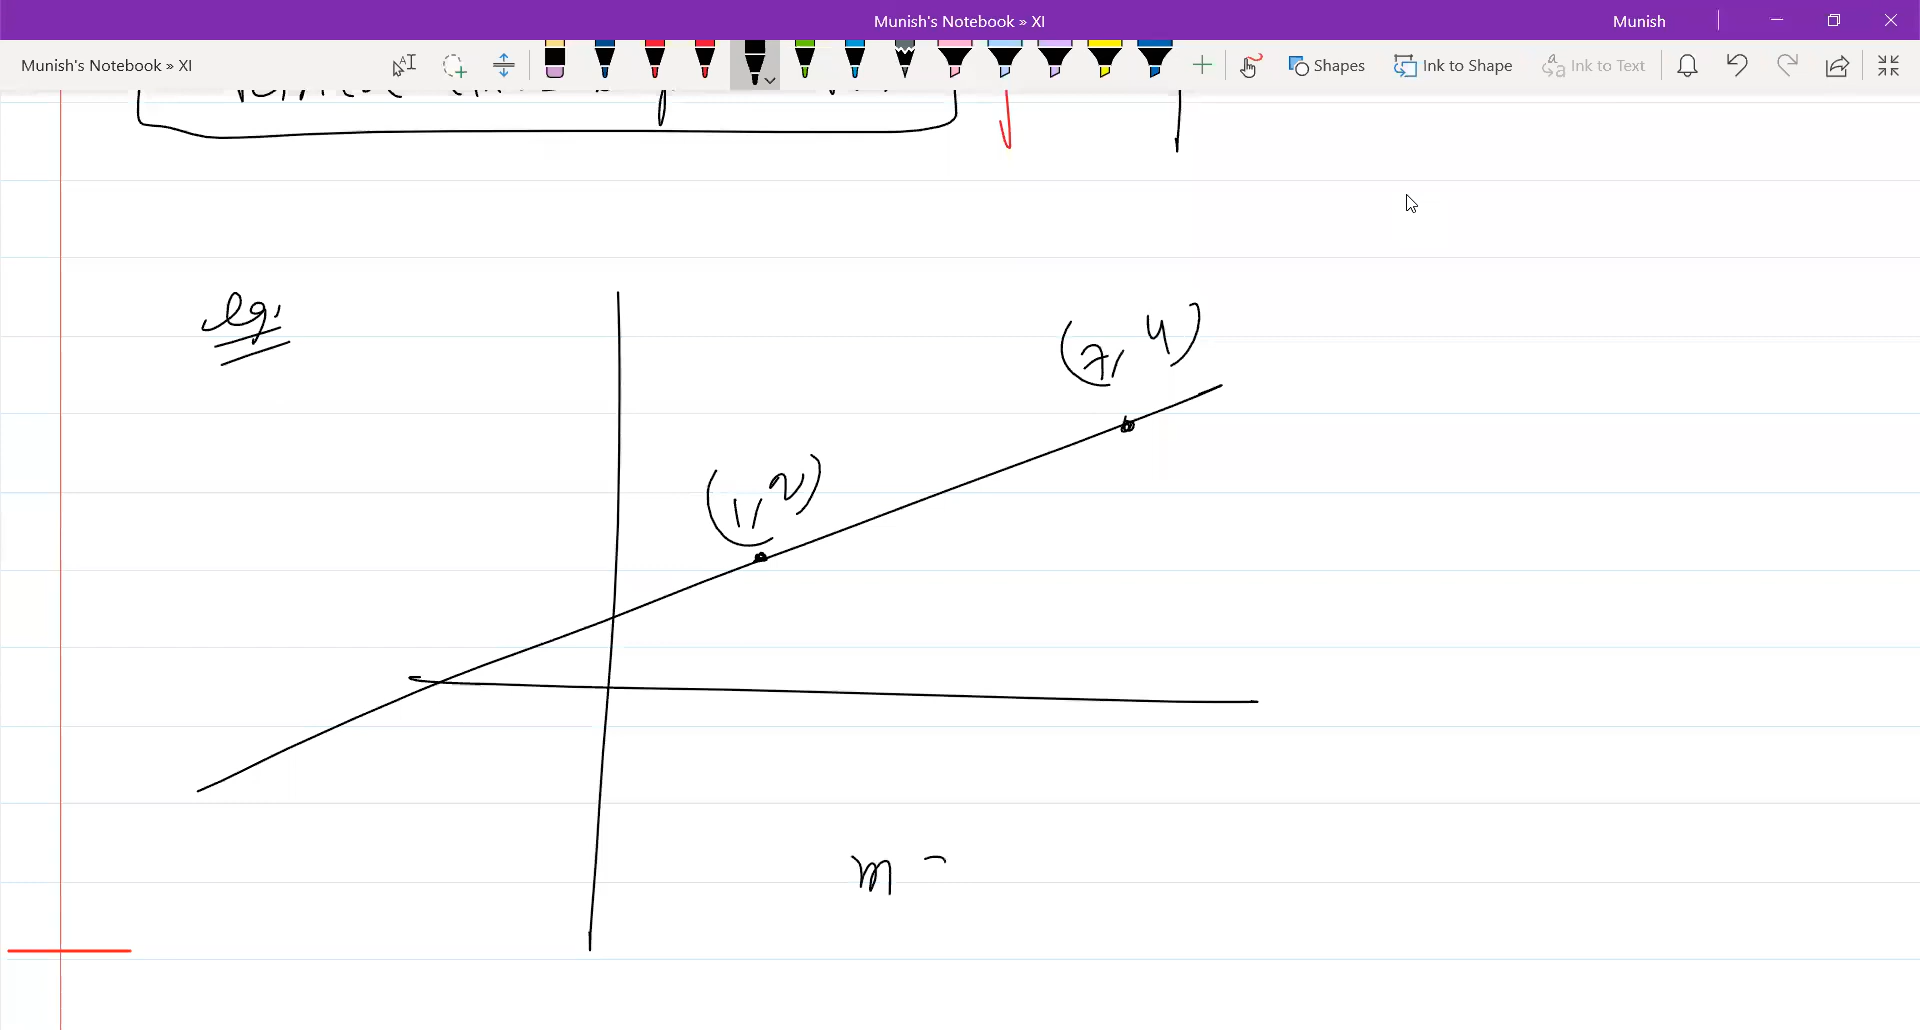 Munish's Notebook » XI
Munish
Munish's Notebook » XI
Shapes
Ink to Shape
Ink to Text
eg.
(7, 4)
(1, 2)
m